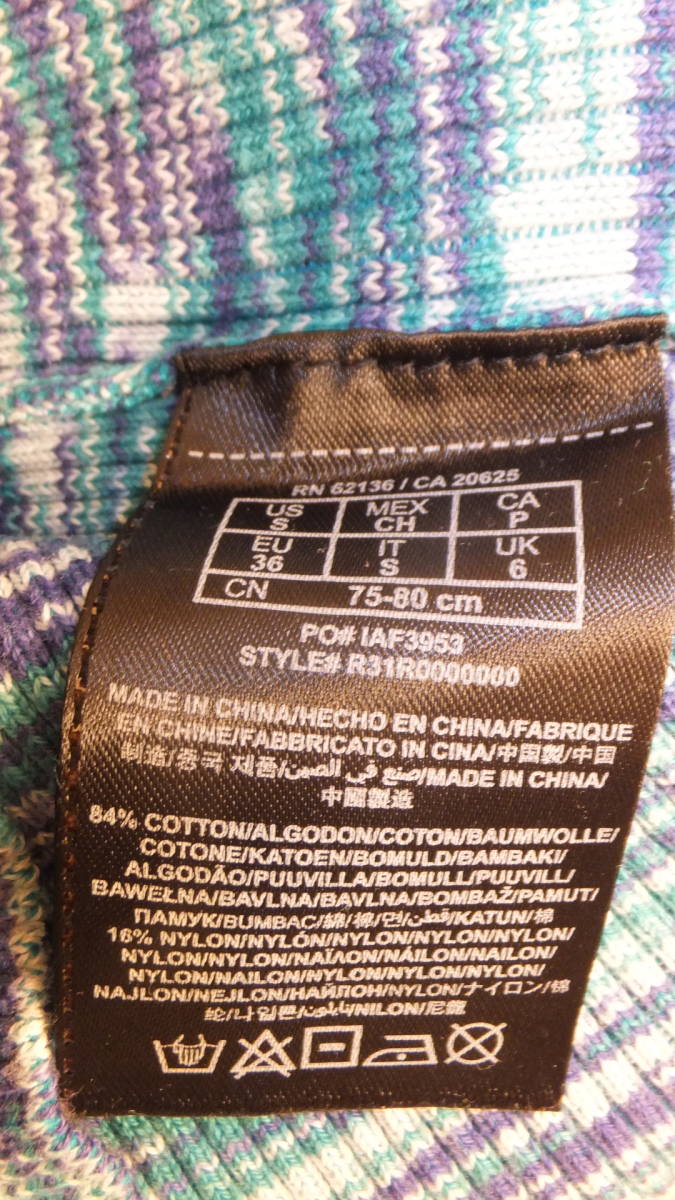 RN 52136 / CA 20625
US MEX CA
S CH P
EU IT UK
36 S 6
CN 75-80 cm
PO# IAF3953
STYLE# R31R0000000
MADE IN CHINA/HECHO EN CHINA/FABRIQUE
EN CHINE/FABBRICATO IN CINA/中国製/中国
制造/중국 제품/صنع في الصين/MADE IN CHINA/
中國製造
84% COTTON/ALGODON/COTON/BAUMWOLLE/
COTONE/KATOEN/BOMULD/BAMBAKI/
ALGODÃO/PUUVILLA/BOMULL/PUUVILL/
BAWEŁNA/BAVLNA/BAVLNA/BOMBAŽ/PAMUT/
ПАМУК/BUMBAC/綿/棉/면/قطن/KATUN/棉
16% NYLON/NYLÓN/NYLON/NYLON/NYLON/
NYLON/NYLON/NAÏΛON/NÁILON/NAILON/
NYLON/NAILON/NYLON/NYLON/NYLON/
NAJLON/NEJLON/НАЙЛОН/NYLON/ナイロン/锦
纶/나일론/نايلون/NILON/尼龍